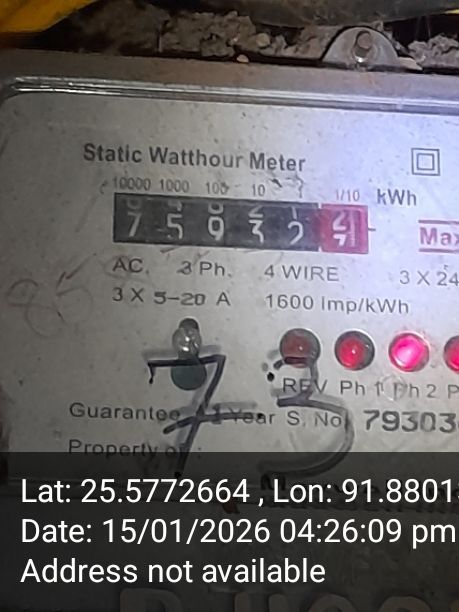 Static Watthour Meter
10000 1000 100 10 1 1/10 kWh
7 5 9 3 2
Max
AC. 3 Ph. 4 WIRE 3 X 24
3 X 5-20 A 1600 Imp/kWh
REV Ph 1 Ph 2 P
7 3
Guarantee Year S. No 79303
Property of :
Lat: 25.5772664 , Lon: 91.8801
Date: 15/01/2026 04:26:09 pm
Address not available